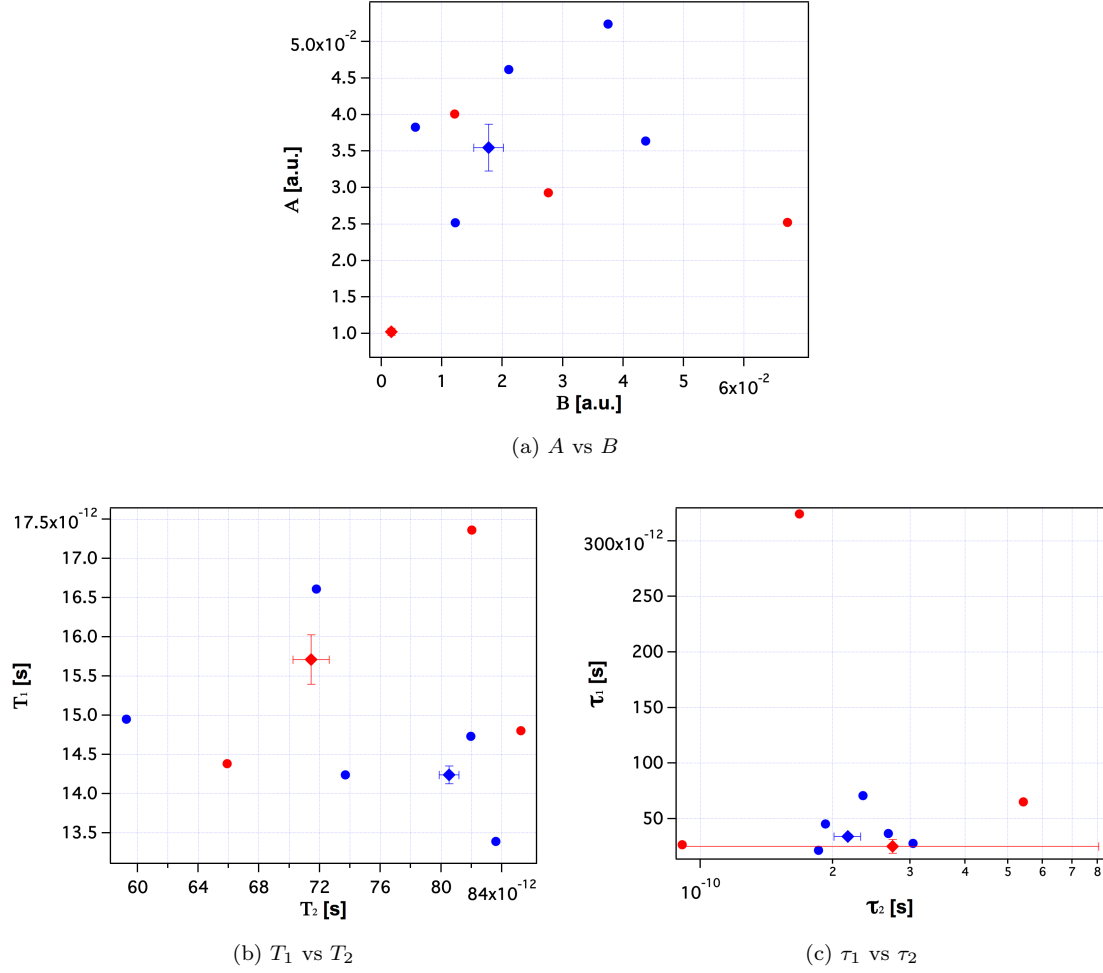 5.0x10⁻²
4.5
4.0
3.5
3.0
2.5
2.0
1.5
1.0
A [a.u.]
0 1 2 3 4 5 6x10⁻²
B [a.u.]
(a) A vs B
17.5x10⁻¹²
17.0
16.5
16.0
15.5
15.0
14.5
14.0
13.5
T₁ [s]
60 64 68 72 76 80 84x10⁻¹²
T₂ [s]
(b) T₁ vs T₂
300x10⁻¹²
250
200
150
100
50
τ₁ [s]
10⁻¹⁰ 2 3 4 5 6 7 8
τ₂ [s]
(c) τ₁ vs τ₂